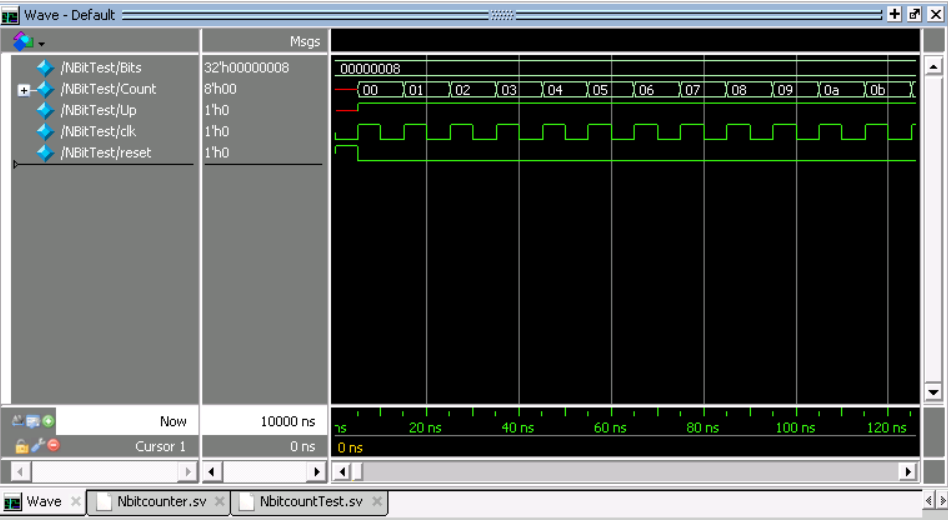 Wave - Default
Msgs
/NBitTest/Bits 32'h00000008 00000008
/NBitTest/Count 8'h00 00 01 02 03 04 05 06 07 08 09 0a 0b
/NBitTest/Up 1'h0
/NBitTest/clk 1'h0
/NBitTest/reset 1'h0
Now 10000 ns ns 20 ns 40 ns 60 ns 80 ns 100 ns 120 ns
Cursor 1 0 ns 0 ns
Wave Nbitcounter.sv NbitcountTest.sv